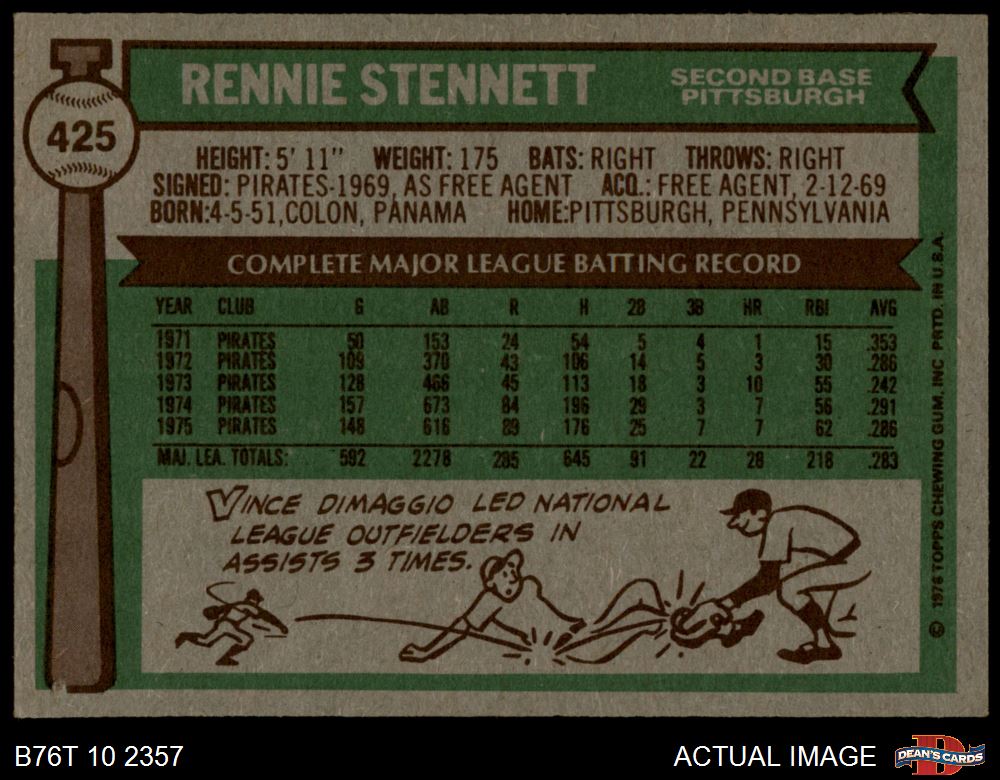 425
RENNIE STENNETT
SECOND BASE
PITTSBURGH
HEIGHT: 5' 11" WEIGHT: 175 BATS: RIGHT THROWS: RIGHT
SIGNED: PIRATES-1969, AS FREE AGENT ACQ.: FREE AGENT, 2-12-69
BORN:4-5-51,COLON, PANAMA HOME:PITTSBURGH, PENNSYLVANIA
COMPLETE MAJOR LEAGUE BATTING RECORD
YEAR CLUB G AB R H 2B 3B HR RBI AVG
1971 PIRATES 50 153 24 54 5 4 1 15 .353
1972 PIRATES 109 370 43 106 14 5 3 30 .286
1973 PIRATES 128 466 45 113 18 3 10 55 .242
1974 PIRATES 157 673 84 196 29 3 7 56 .291
1975 PIRATES 148 616 89 176 25 7 7 62 .286
MAJ. LEA. TOTALS: 592 2278 285 645 91 22 28 218 .283
VINCE DIMAGGIO LED NATIONAL
LEAGUE OUTFIELDERS IN
ASSISTS 3 TIMES.
© 1976 TOPPS CHEWING GUM, INC PRTD. IN U.S.A.
B76T 10 2357
ACTUAL IMAGE
DEAN'S CARDS